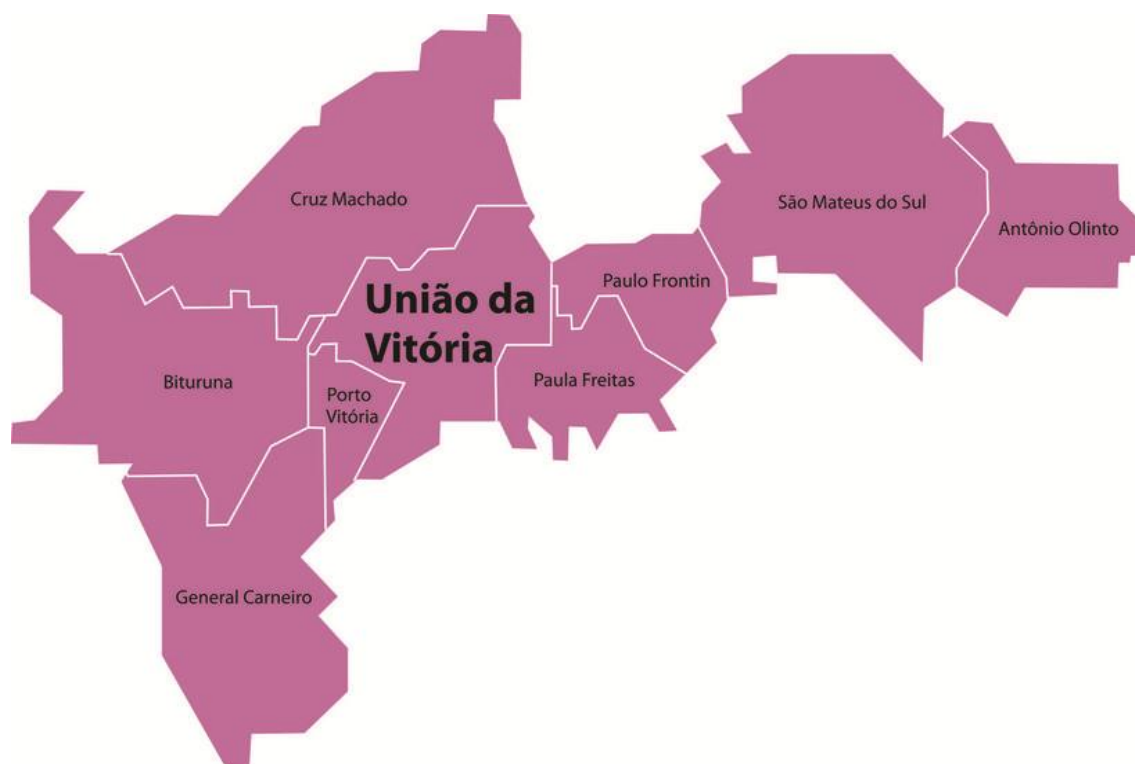 Cruz Machado
São Mateus do Sul
Antônio Olinto
Paulo Frontin
União da
Vitória
Bituruna
Paula Freitas
Porto
Vitória
General Carneiro